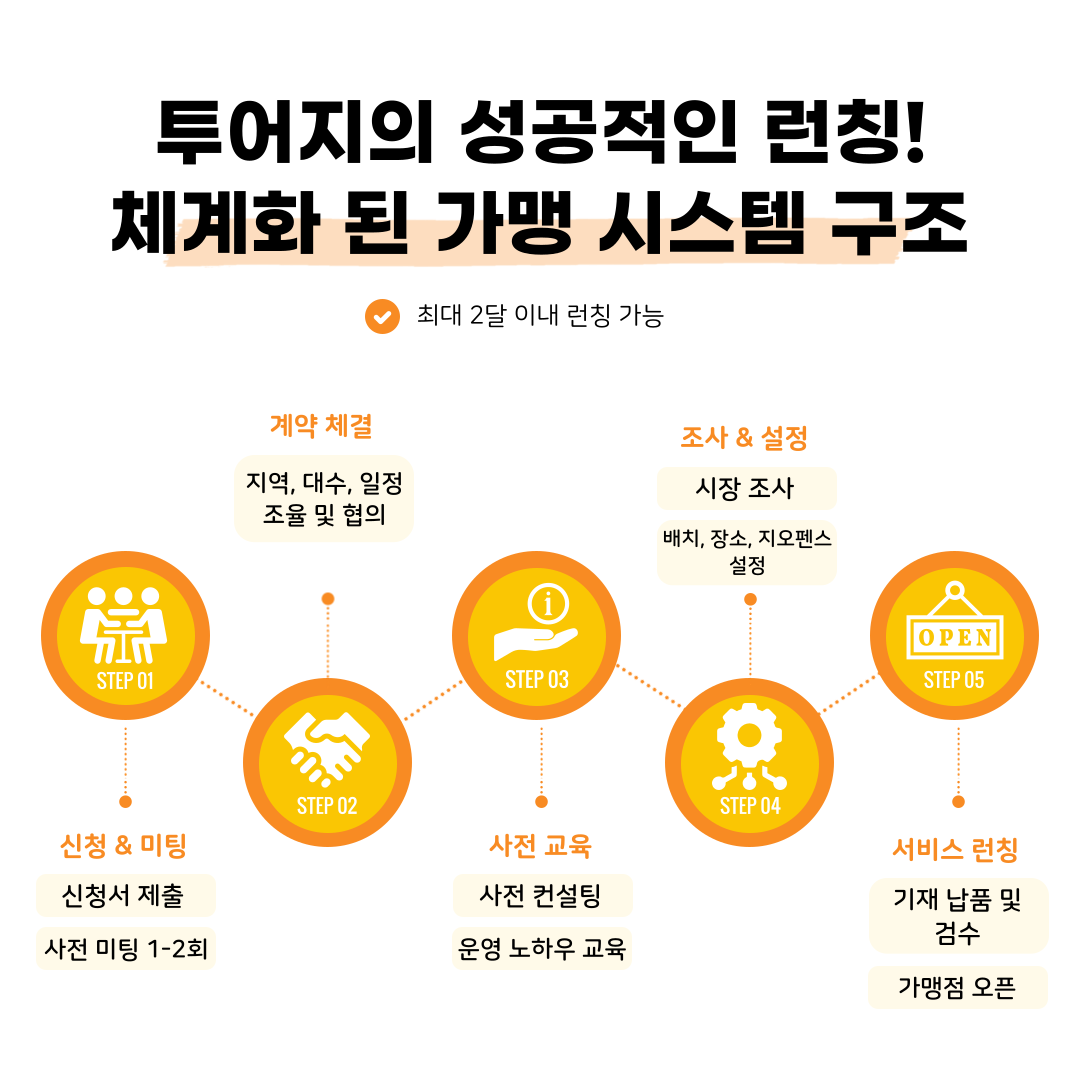 투어지의 성공적인 런칭!
체계화 된 가맹 시스템 구조
최대 2달 이내 런칭 가능
STEP 01
신청 & 미팅
신청서 제출
사전 미팅 1-2회
계약 체결
지역, 대수, 일정
조율 및 협의
STEP 02
i
STEP 03
사전 교육
사전 컨설팅
운영 노하우 교육
조사 & 설정
시장 조사
배치, 장소, 지오펜스
설정
STEP 04
OPEN
STEP 05
서비스 런칭
기재 납품 및
검수
가맹점 오픈